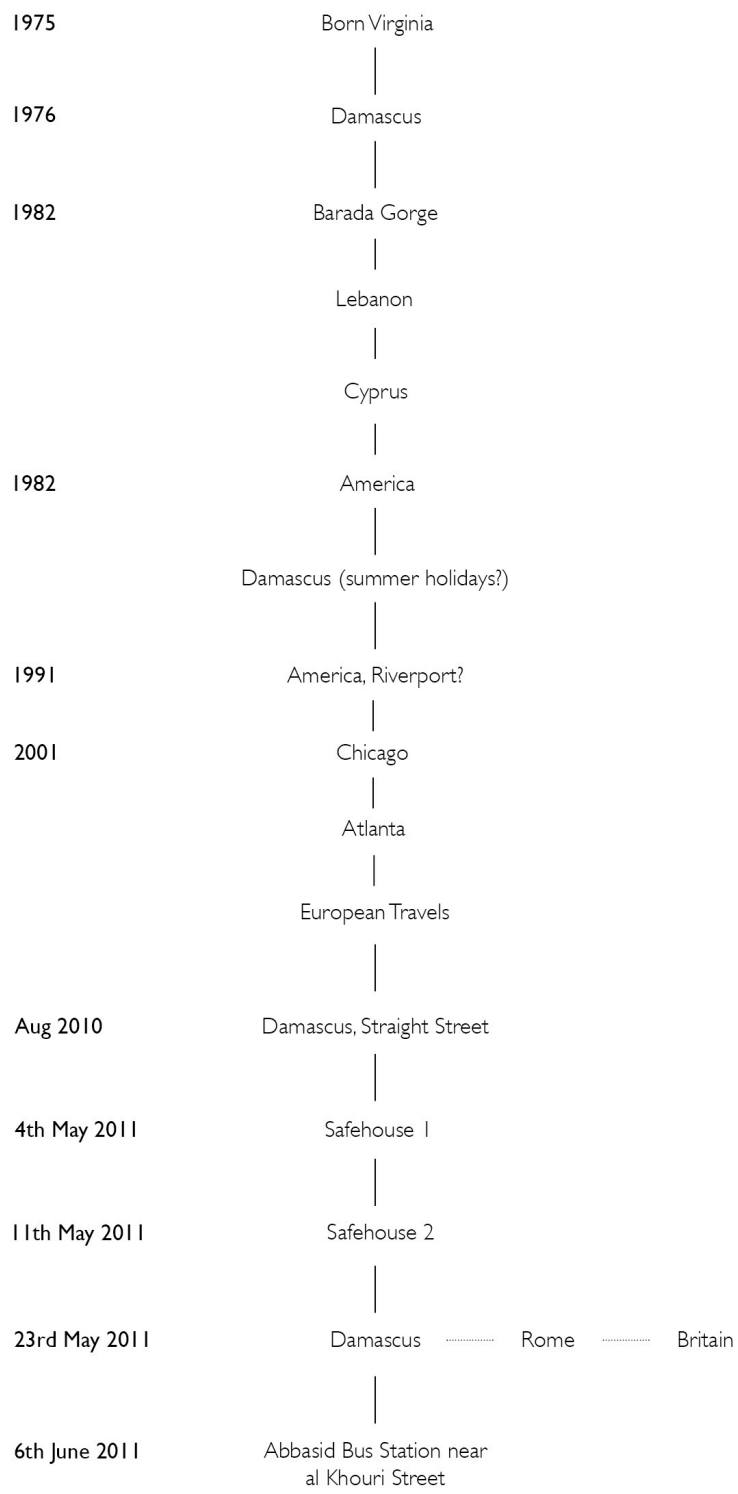 1975 Born Virginia
1976 Damascus
1982 Barada Gorge
Lebanon
Cyprus
1982 America
Damascus (summer holidays?)
1991 America, Riverport?
2001 Chicago
Atlanta
European Travels
Aug 2010 Damascus, Straight Street
4th May 2011 Safehouse 1
11th May 2011 Safehouse 2
23rd May 2011 Damascus Rome Britain
6th June 2011 Abbasid Bus Station near
al Khouri Street